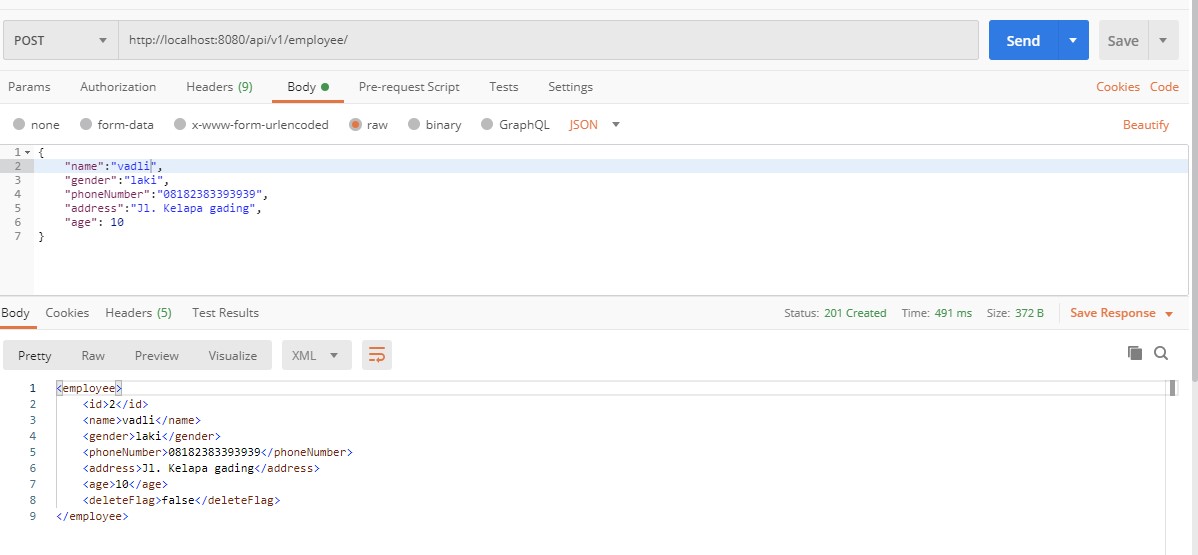 POST http://localhost:8080/api/v1/employee/ Send Save
Params Authorization Headers (9) Body Pre-request Script Tests Settings Cookies Code
none form-data x-www-form-urlencoded raw binary GraphQL JSON Beautify
1 {
2 "name":"vadli",
3 "gender":"laki",
4 "phoneNumber":"08182383393939",
5 "address":"Jl. Kelapa gading",
6 "age": 10
7 }
Body Cookies Headers (5) Test Results Status: 201 Created Time: 491 ms Size: 372 B Save Response
Pretty Raw Preview Visualize XML
1 <employee>
2 <id>2</id>
3 <name>vadli</name>
4 <gender>laki</gender>
5 <phoneNumber>08182383393939</phoneNumber>
6 <address>Jl. Kelapa gading</address>
7 <age>10</age>
8 <deleteFlag>false</deleteFlag>
9 </employee>